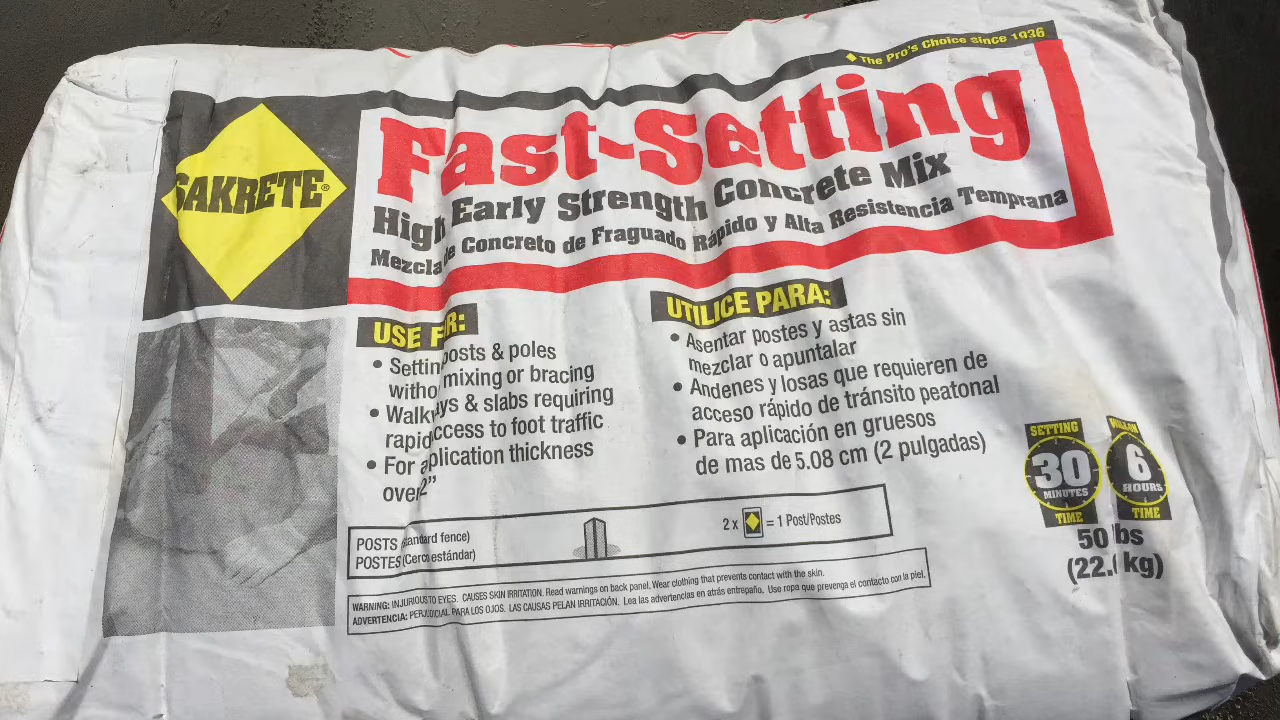 The Pro's Choice since 1936
SAKRETE®
Fast-Setting
High Early Strength Concrete Mix
Mezcla de Concreto de Fraguado Rápido y Alta Resistencia Temprana
USE F R:
• Settin posts & poles
witho mixing or bracing
• Walkways & slabs requiring
rapid access to foot traffic
• For application thickness
over 2”
UTILICE PARA:
• Asentar postes y astas sin
mezclar o apuntalar
• Andenes y losas que requieren de
acceso rápido de tránsito peatonal
• Para aplicación en gruesos
de mas de 5.08 cm (2 pulgadas)
SETTING
30
MINUTES
TIME
6
HOURS
TIME
50 lbs
(22. kg)
POSTS (standard fence)
POSTES (Cerco estándar)
2 x = 1 Post/Postes
WARNING: INJURIOUS TO EYES. CAUSES SKIN IRRITATION. Read warnings on back panel. Wear clothing that prevents contact with the skin.
ADVERTENCIA: PERJUDICIAL PARA LOS OJOS. LAS CAUSAS PELAN IRRITACIÓN. Lea las advertencias en atrás entrepaña. Use ropa que prevenga el contacto con la piel.